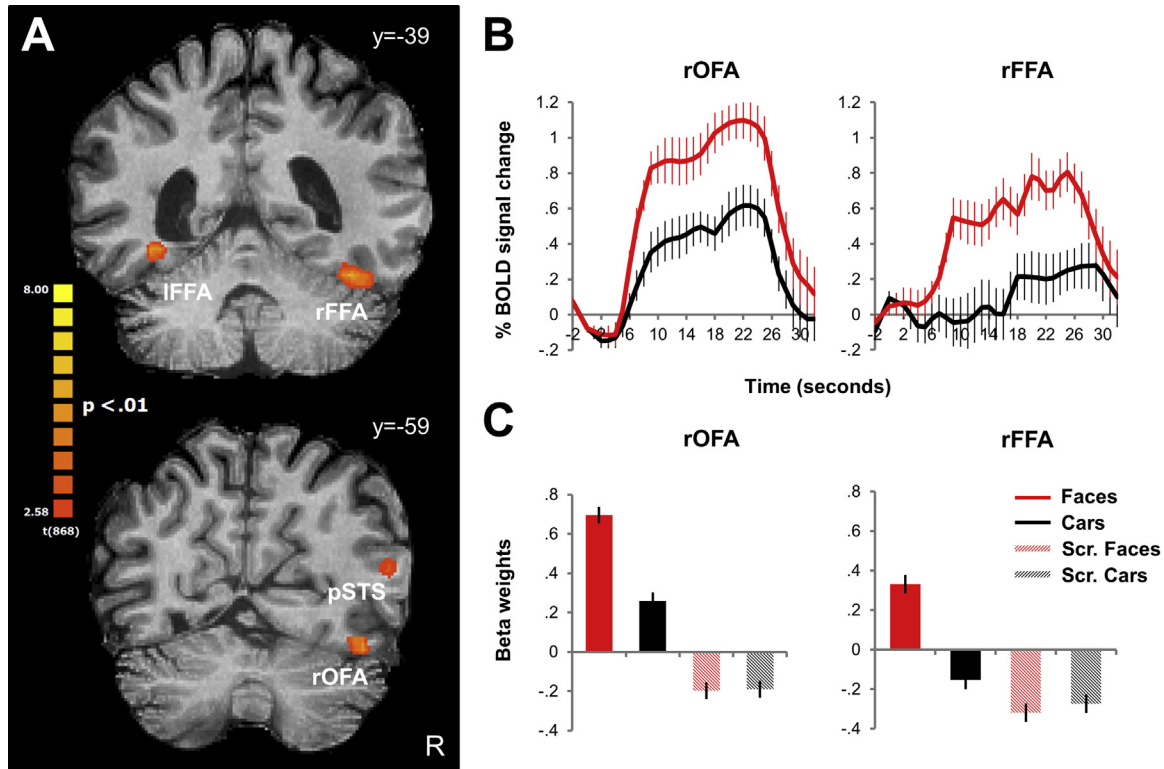 A
y=-39
lFFA
rFFA
8.00
p <.01
2.58
t(868)
y=-59
pSTS
rOFA
R
B
rOFA
rFFA
% BOLD signal change
1.2
1
.8
.6
.4
.2
0
-.2
-2 2 6 10 14 18 22 26 30
1.2
1
.8
.6
.4
.2
0
-.2
-2 2 6 10 14 18 22 26 30
Time (seconds)
C
rOFA
rFFA
Beta weights
.8
.6
.4
.2
0
-.2
-.4
.8
.6
.4
.2
0
-.2
-.4
Faces
Cars
Scr. Faces
Scr. Cars